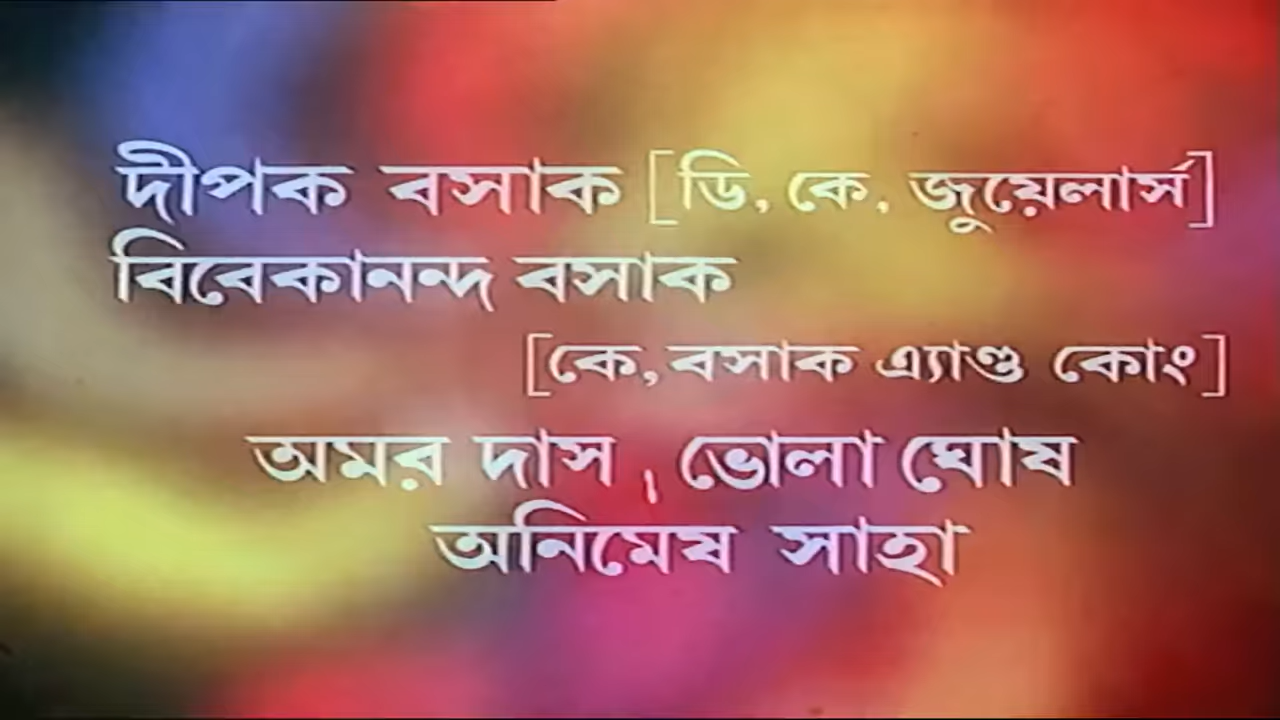 দীপক বসাক [ডি, কে, জুয়েলার্স]
বিবেকানন্দ বসাক
[কে, বসাক এ্যাণ্ড কোং]
অমর দাস , ভোলা ঘোষ
অনিমেষ সাহা